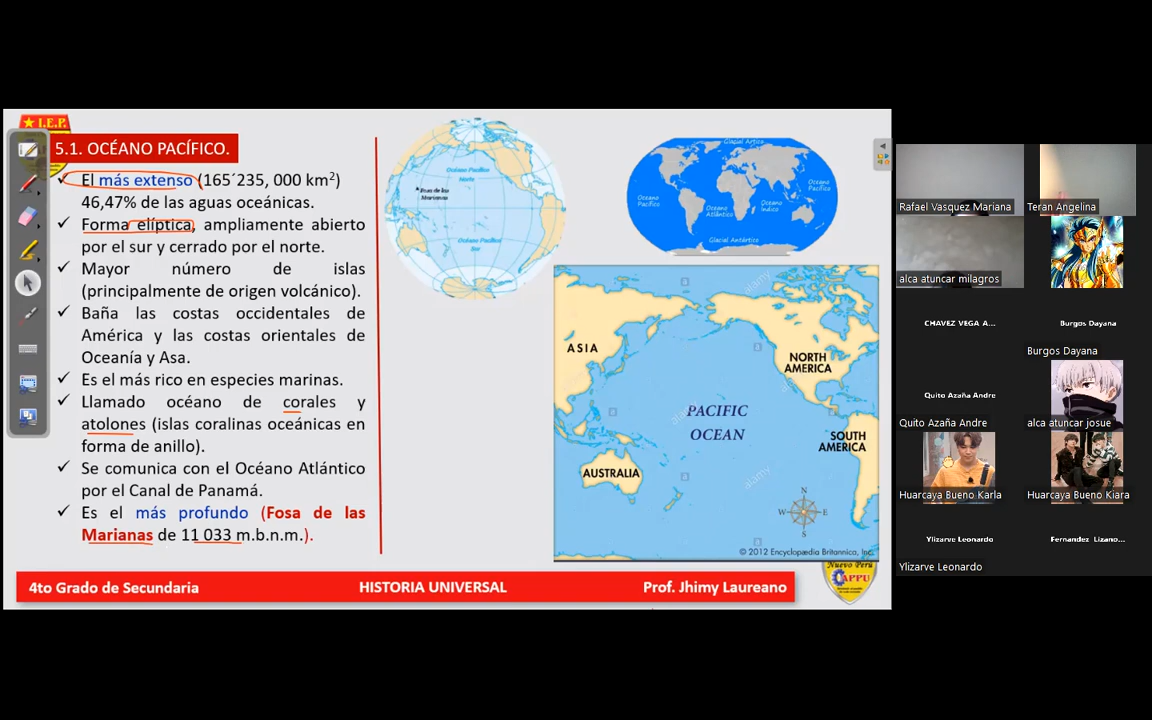 ★ I.E.P.
5.1. OCÉANO PACÍFICO.
✓ El más extenso (165´235, 000 km²)
46,47% de las aguas oceánicas.
✓ Forma elíptica, ampliamente abierto
por el sur y cerrado por el norte.
✓ Mayor número de islas
(principalmente de origen volcánico).
✓ Baña las costas occidentales de
América y las costas orientales de
Oceanía y Asa.
✓ Es el más rico en especies marinas.
✓ Llamado océano de corales y
atolones (islas coralinas oceánicas en
forma de anillo).
✓ Se comunica con el Océano Atlántico
por el Canal de Panamá.
✓ Es el más profundo (Fosa de las
Marianas de 11 033 m.b.n.m.).
Océano Pacífico
Norte
Fosa de las
Marianas
Océano Pacífico
Sur
Glacial Ártico
Océano
Pacífico
Océano
Atlántico
Océano
Índico
Océano
Pacífico
Glacial Antártico
ASIA
NORTH
AMERICA
PACIFIC
OCEAN
SOUTH
AMERICA
AUSTRALIA
alamy
alamy
alamy
alamy
N
W
E
S
© 2012 Encyclopædia Britannica, Inc.
Nuevo Perú
CAPPU
4to Grado de Secundaria
HISTORIA UNIVERSAL
Prof. Jhimy Laureano
Rafael Vasquez Mariana
Teran Angelina
alca atuncar milagros
CHAVEZ VEGA A...
Burgos Dayana
Burgos Dayana
Quito Azaña Andre
Quito Azaña Andre
alca atuncar josue
Huarcaya Bueno Karla
Huarcaya Bueno Kiara
Ylizarve Leonardo
Fernandez Lizano...
Ylizarve Leonardo